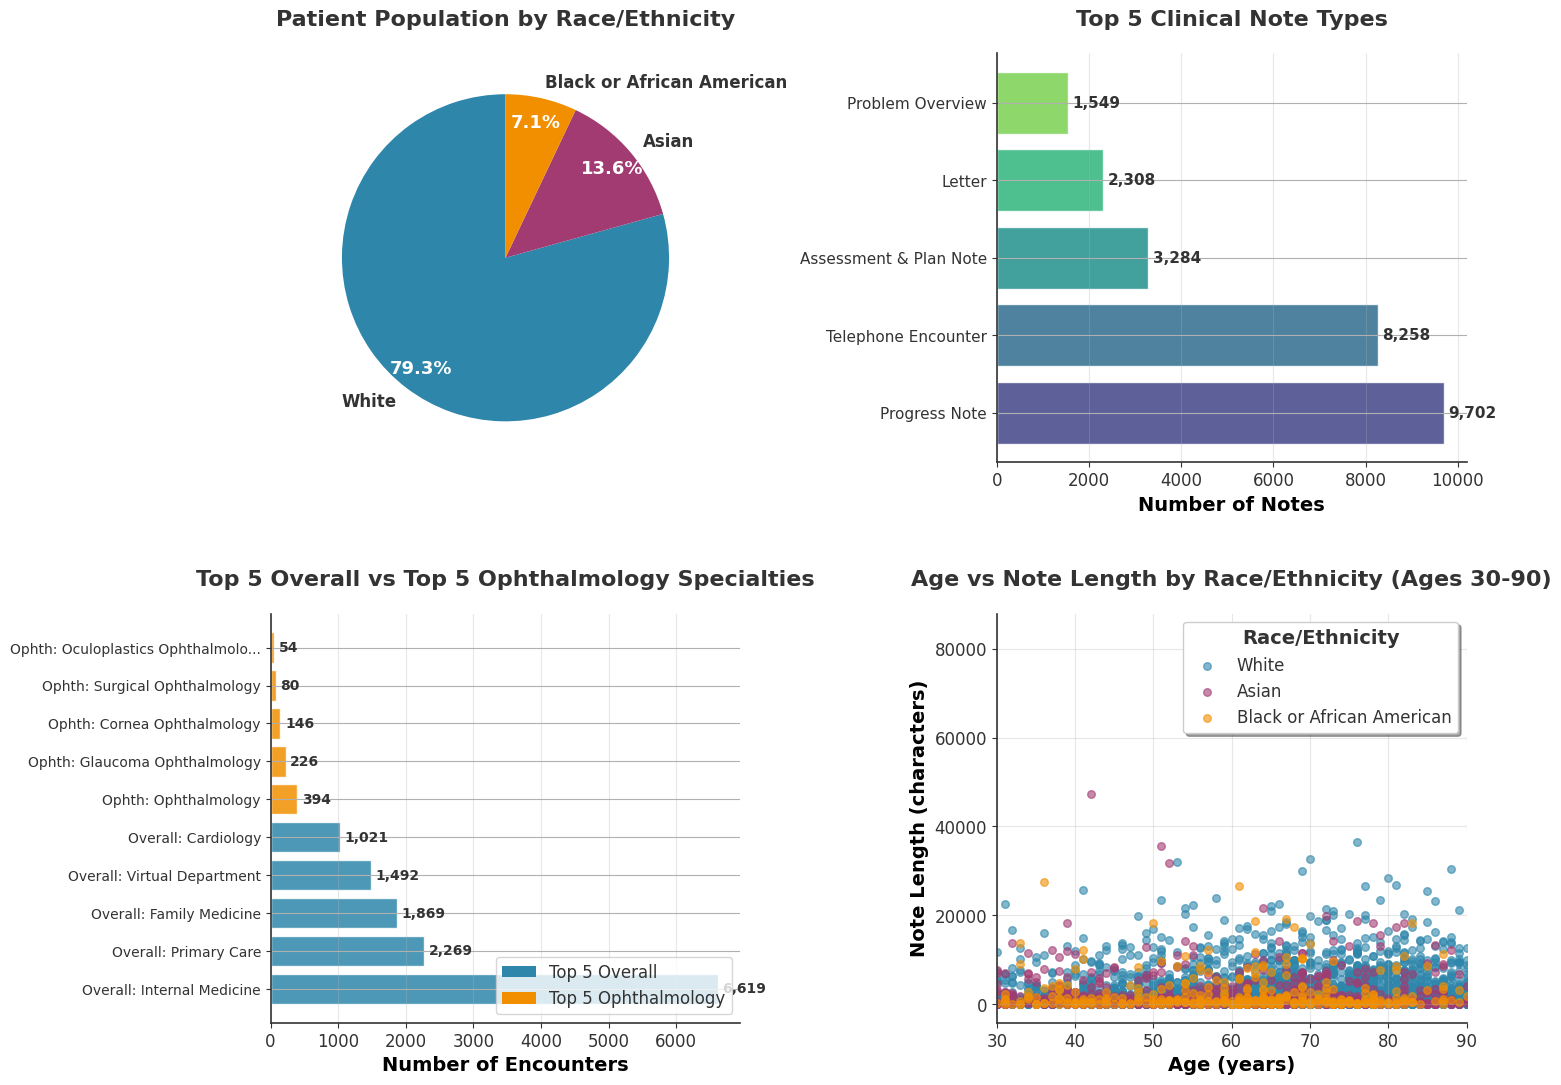 Patient Population by Race/Ethnicity
Black or African American
7.1%
Asian
13.6%
79.3%
White
Top 5 Clinical Note Types
Problem Overview
1,549
Letter
2,308
Assessment & Plan Note
3,284
Telephone Encounter
8,258
Progress Note
9,702
0 2000 4000 6000 8000 10000
Number of Notes
Top 5 Overall vs Top 5 Ophthalmology Specialties
Ophth: Oculoplastics Ophthalmolo...
54
Ophth: Surgical Ophthalmology
80
Ophth: Cornea Ophthalmology
146
Ophth: Glaucoma Ophthalmology
226
Ophth: Ophthalmology
394
Overall: Cardiology
1,021
Overall: Virtual Department
1,492
Overall: Family Medicine
1,869
Overall: Primary Care
2,269
Overall: Internal Medicine
6,619
Top 5 Overall
Top 5 Ophthalmology
0 1000 2000 3000 4000 5000 6000
Number of Encounters
Age vs Note Length by Race/Ethnicity (Ages 30-90)
Race/Ethnicity
White
Asian
Black or African American
80000
60000
40000
20000
0
Note Length (characters)
30 40 50 60 70 80 90
Age (years)